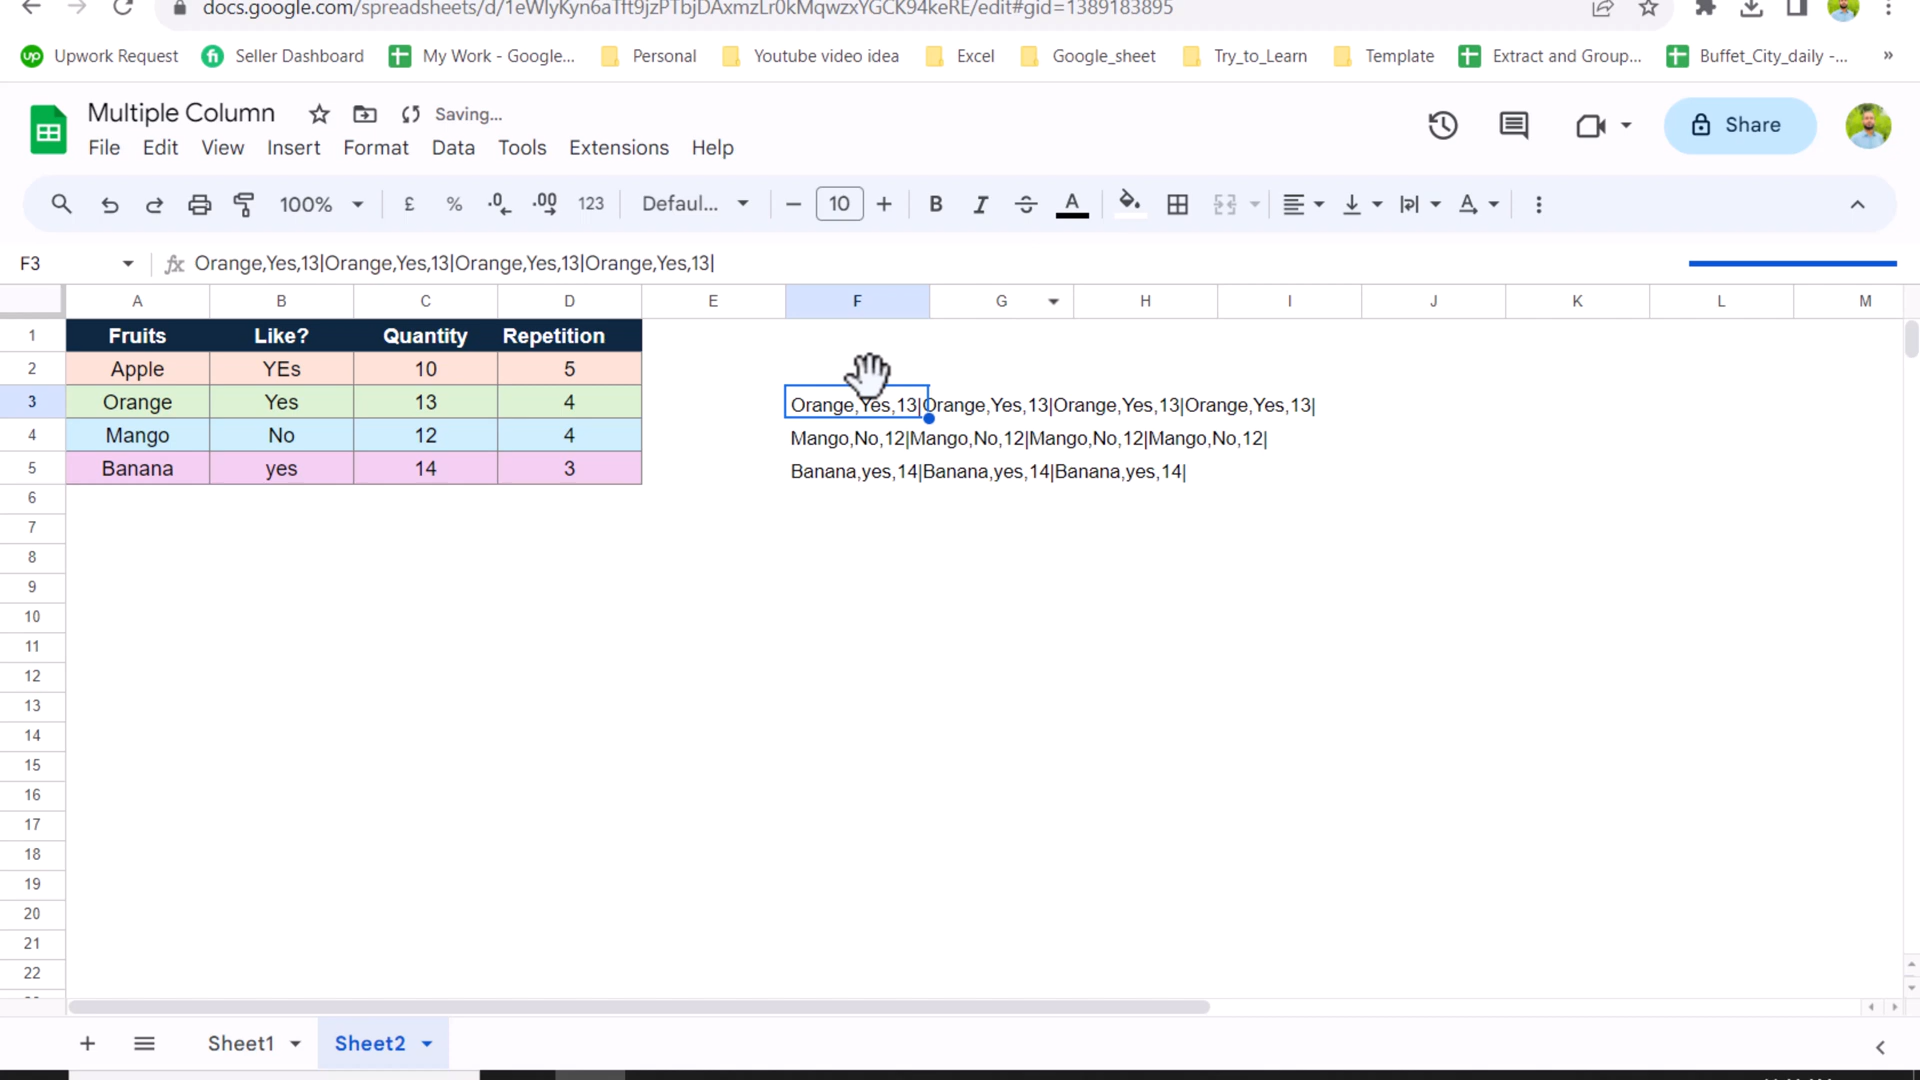 docs.google.com/spreadsheets/d/1eWlyKyn6aTft9jzPTbjDAxmzLr0kMqwzxYGCK94keRE/edit#gid=1389183895
up Upwork Request fi Seller Dashboard My Work - Google... Personal Youtube video idea Excel Google_sheet Try_to_Learn Template Extract and Group... Buffet_City_daily -... »
Multiple Column Saving...
Share
File Edit View Insert Format Data Tools Extensions Help
100% £ % .0 .00 123 Defaul... − 10 + B I A
F3 fx Orange,Yes,13|Orange,Yes,13|Orange,Yes,13|Orange,Yes,13|
A B C D E F G H I J K L M
1 Fruits Like? Quantity Repetition
2 Apple YEs 10 5
3 Orange Yes 13 4 Orange,Yes,13|Orange,Yes,13|Orange,Yes,13|Orange,Yes,13|
4 Mango No 12 4 Mango,No,12|Mango,No,12|Mango,No,12|Mango,No,12|
5 Banana yes 14 3 Banana,yes,14|Banana,yes,14|Banana,yes,14|
6
7
8
9
10
11
12
13
14
15
16
17
18
19
20
21
22
+ Sheet1 Sheet2